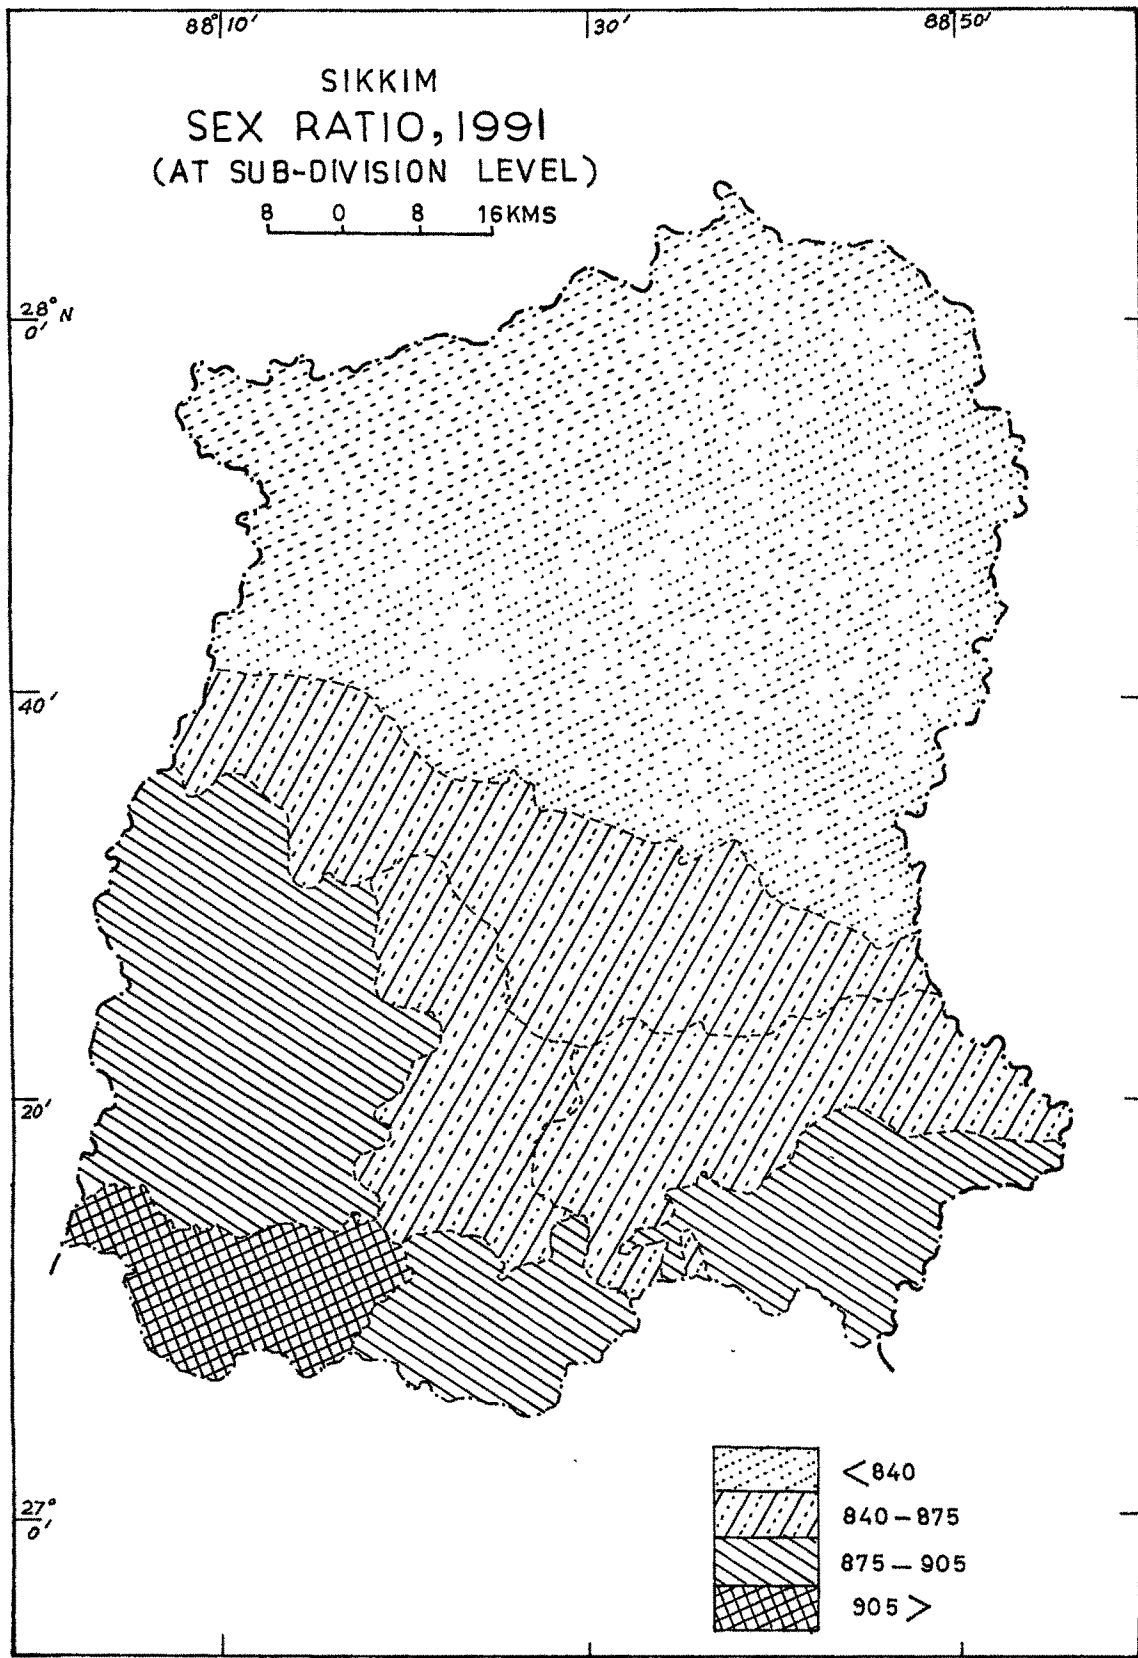 88°10' 30' 88°50'
SIKKIM
SEX RATIO, 1991
(AT SUB-DIVISION LEVEL)
8 0 8 16KMS
28° N
0'
40'
20'
27°
0'
<840
840-875
875-905
905>